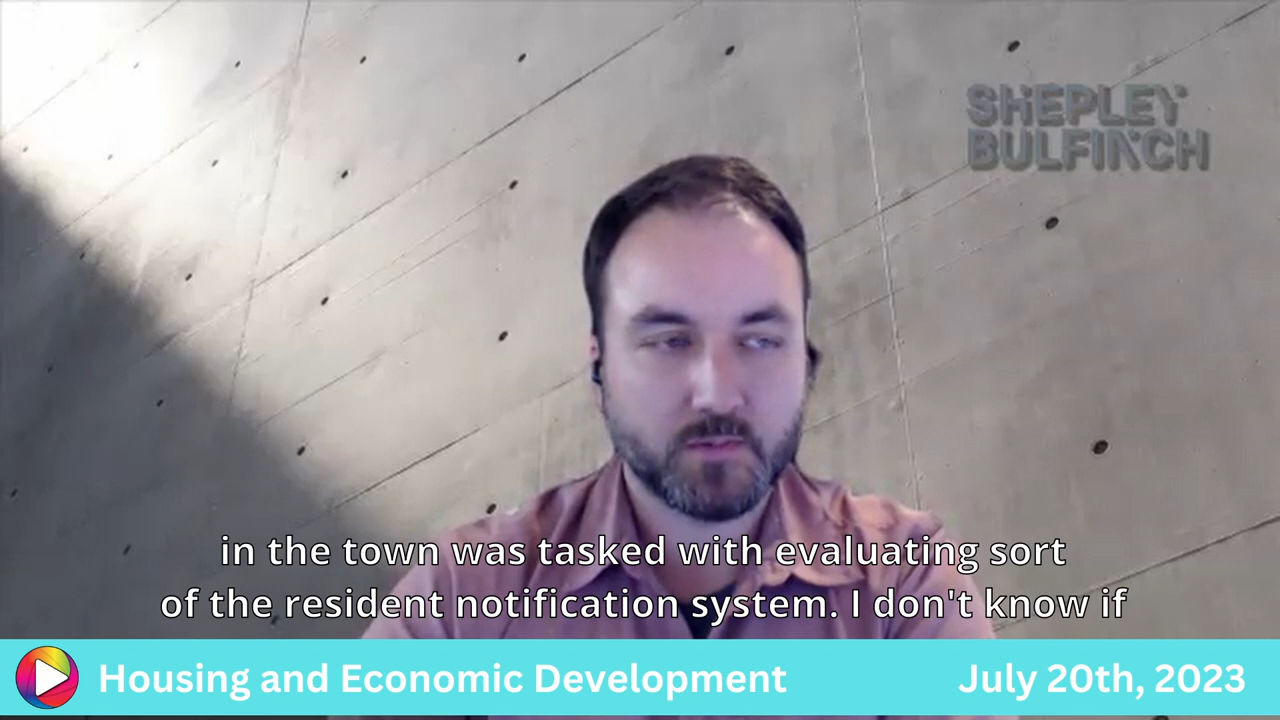 SHEPLEY
BULFINCH
in the town was tasked with evaluating sort
of the resident notification system. I don't know if
Housing and Economic Development
July 20th, 2023